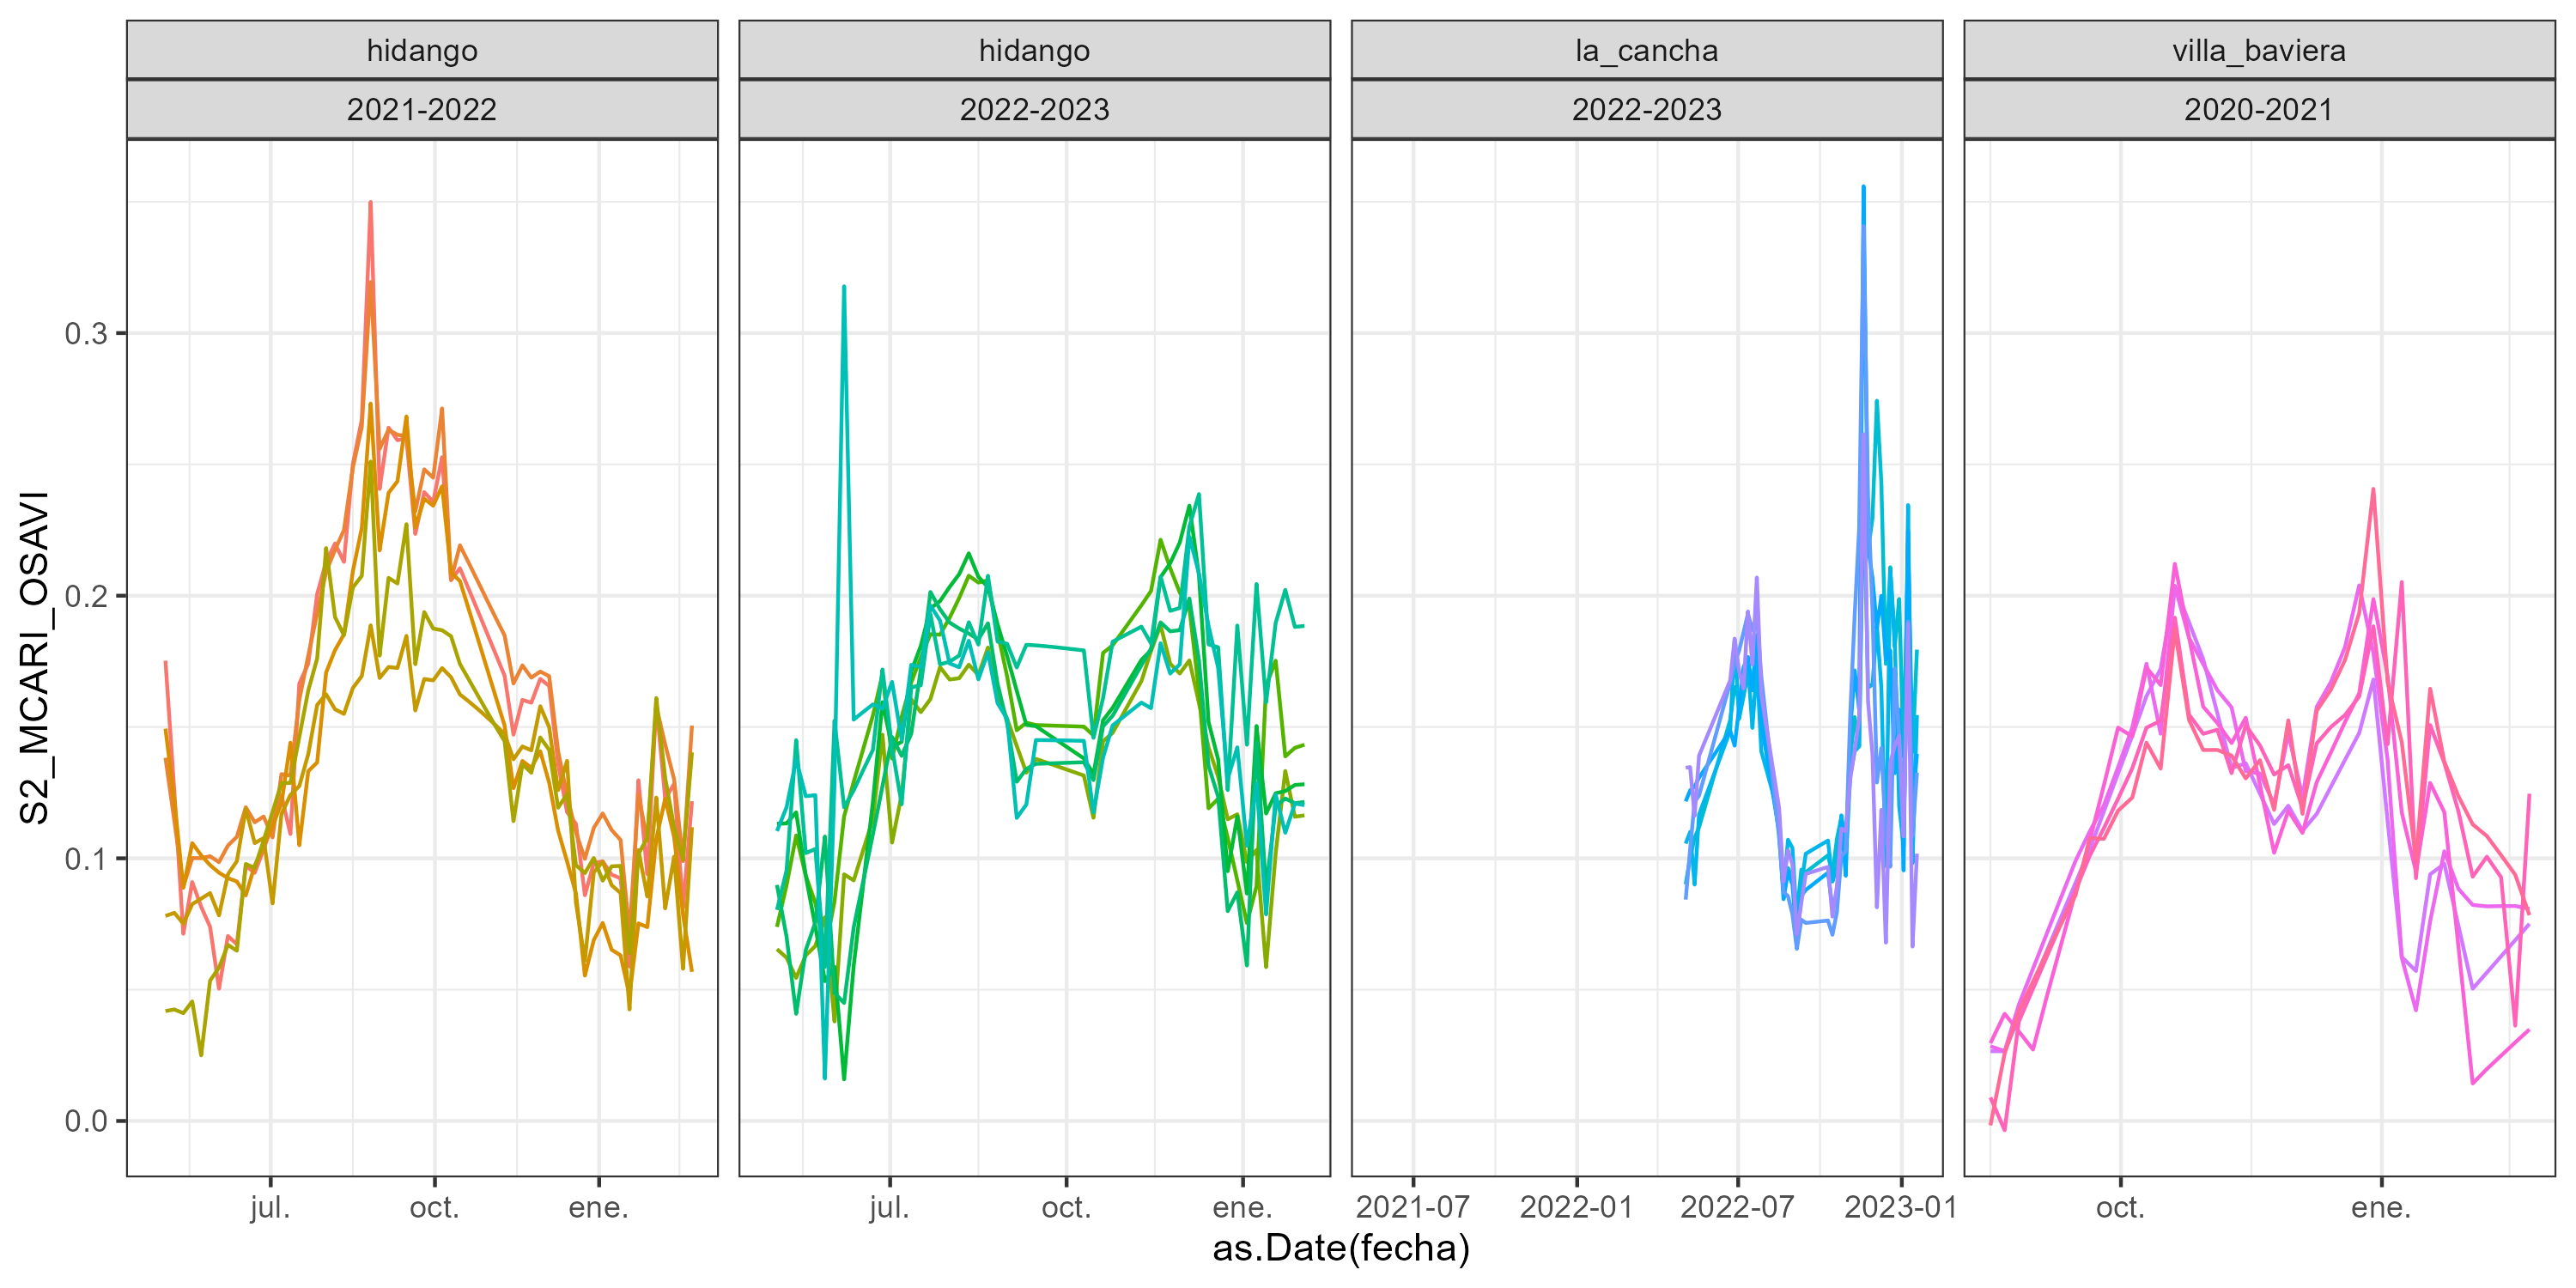 hidango
hidango
la_cancha
villa_baviera
2021-2022
2022-2023
2022-2023
2020-2021
S2_MCARI_OSAVI
0.3
0.2
0.1
0.0
jul.
oct.
ene.
jul.
oct.
ene.
2021-07
2022-01
2022-07
2023-01
oct.
ene.
as.Date(fecha)